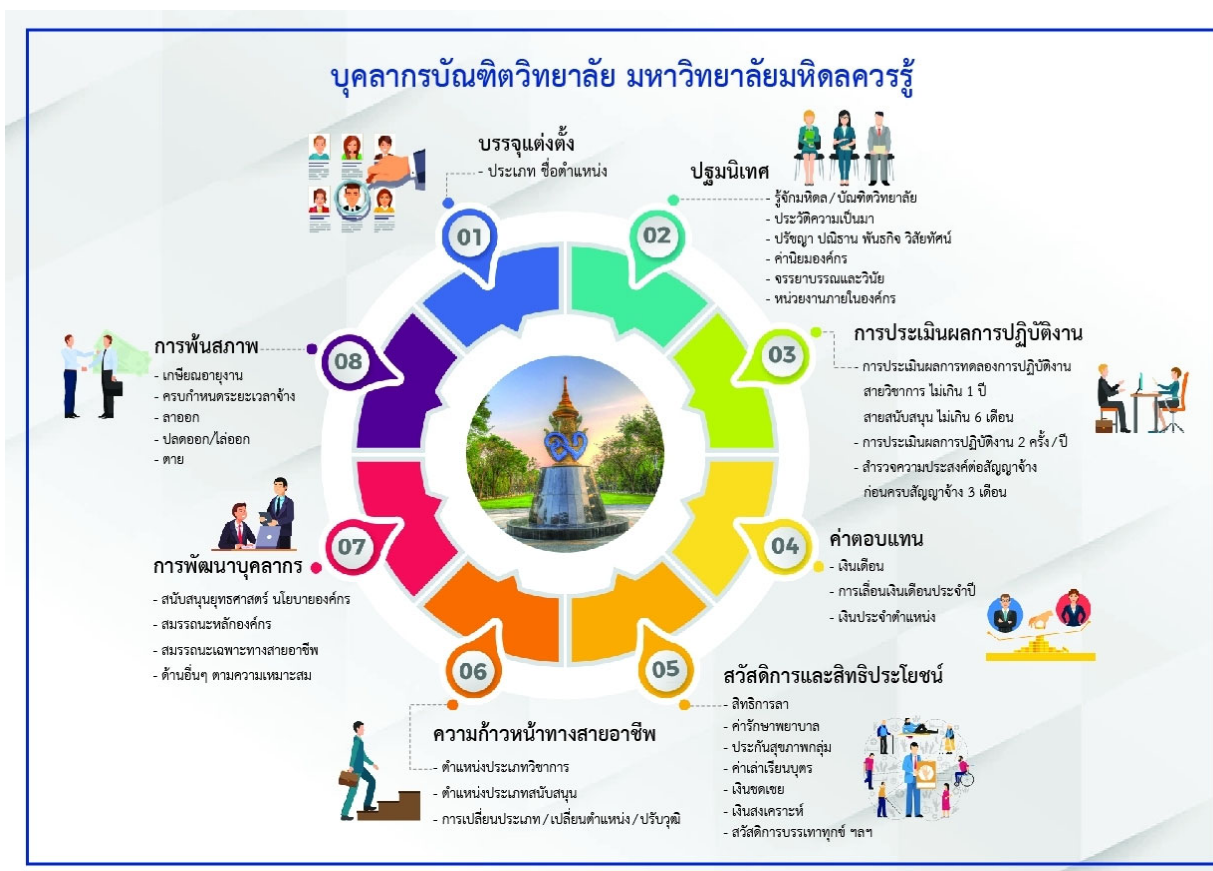 บุคลากรบัณฑิตวิทยาลัย มหาวิทยาลัยมหิดลควรรู้
01
บรรจุแต่งตั้ง
- ประเภท ชื่อตำแหน่ง
02
ปฐมนิเทศ
- รู้จักมหิดล/บัณฑิตวิทยาลัย
- ประวัติความเป็นมา
- ปรัชญา ปณิธาน พันธกิจ วิสัยทัศน์
- ค่านิยมองค์กร
- จรรยาบรรณและวินัย
- หน่วยงานภายในองค์กร
03
การประเมินผลการปฏิบัติงาน
- การประเมินผลการทดลองการปฏิบัติงาน
สายวิชาการ ไม่เกิน 1 ปี
สายสนับสนุน ไม่เกิน 6 เดือน
- การประเมินผลการปฏิบัติงาน 2 ครั้ง/ปี
- สำรวจความประสงค์ต่อสัญญาจ้าง
ก่อนครบสัญญาจ้าง 3 เดือน
04
ค่าตอบแทน
- เงินเดือน
- การเลื่อนเงินเดือนประจำปี
- เงินประจำตำแหน่ง
05
สวัสดิการและสิทธิประโยชน์
- สิทธิการลา
- ค่ารักษาพยาบาล
- ประกันสุขภาพกลุ่ม
- ค่าเล่าเรียนบุตร
- เงินชดเชย
- เงินสงเคราะห์
- สวัสดิการบรรเทาทุกข์ ฯลฯ
06
ความก้าวหน้าทางสายอาชีพ
- ตำแหน่งประเภทวิชาการ
- ตำแหน่งประเภทสนับสนุน
- การเปลี่ยนประเภท/เปลี่ยนตำแหน่ง/ปรับวุฒิ
07
การพัฒนาบุคลากร
- สนับสนุนยุทธศาสตร์ นโยบายองค์กร
- สมรรถนะหลักองค์กร
- สมรรถนะเฉพาะทางสายอาชีพ
- ด้านอื่นๆ ตามความเหมาะสม
08
การพ้นสภาพ
- เกษียณอายุงาน
- ครบกำหนดระยะเวลาจ้าง
- ลาออก
- ปลดออก/ไล่ออก
- ตาย